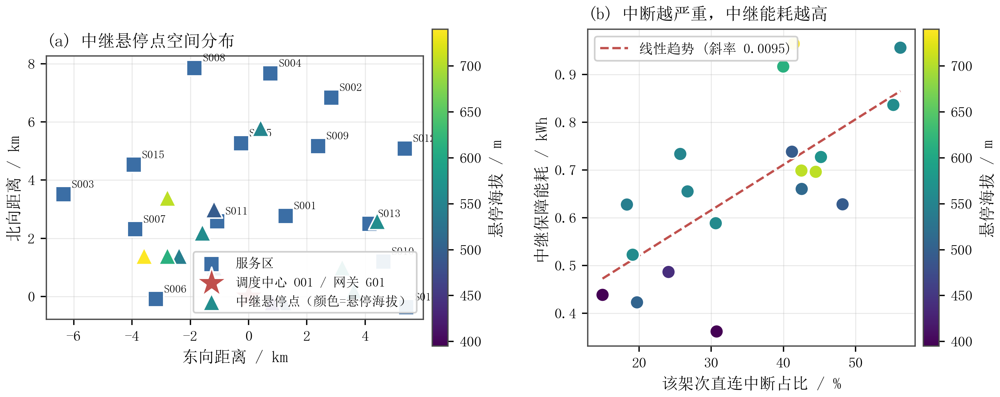 (a) 中继悬停点空间分布
S008
S004
S002
S009
S015
S003
S011
S001
S007
S013
S010
S006
服务区
调度中心 O01 / 网关 G01
中继悬停点（颜色=悬停海拔）
8
6
4
2
0
-6
-4
-2
0
2
4
东向距离 / km
北向距离 / km
700
650
600
550
500
450
400
悬停海拔 / m
(b) 中断越严重，中继能耗越高
线性趋势 (斜率 0.0095)
0.9
0.8
0.7
0.6
0.5
0.4
20
30
40
50
该架次直连中断占比 / %
中继保障能耗 / kWh
700
650
600
550
500
450
400
悬停海拔 / m